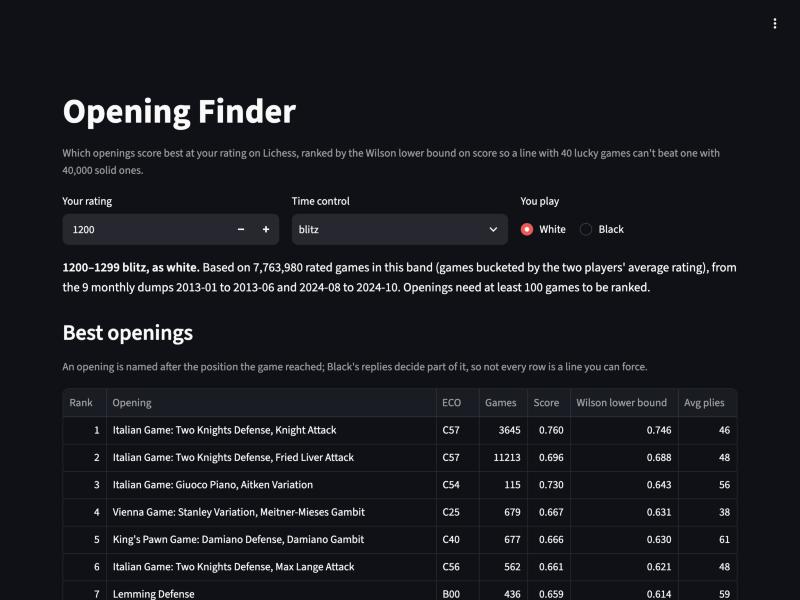 Opening Finder
Which openings score best at your rating on Lichess, ranked by the Wilson lower bound on score so a line with 40 lucky games can't beat one with
40,000 solid ones.
Your rating Time control You play
1200 − + blitz White Black
1200–1299 blitz, as white. Based on 7,763,980 rated games in this band (games bucketed by the two players' average rating), from
the 9 monthly dumps 2013-01 to 2013-06 and 2024-08 to 2024-10. Openings need at least 100 games to be ranked.
Best openings
An opening is named after the position the game reached; Black's replies decide part of it, so not every row is a line you can force.
Rank Opening ECO Games Score Wilson lower bound Avg plies
1 Italian Game: Two Knights Defense, Knight Attack C57 3645 0.760 0.746 46
2 Italian Game: Two Knights Defense, Fried Liver Attack C57 11213 0.696 0.688 48
3 Italian Game: Giuoco Piano, Aitken Variation C54 115 0.730 0.643 56
4 Vienna Game: Stanley Variation, Meitner-Mieses Gambit C25 679 0.667 0.631 38
5 King's Pawn Game: Damiano Defense, Damiano Gambit C40 677 0.666 0.630 61
6 Italian Game: Two Knights Defense, Max Lange Attack C56 562 0.661 0.621 48
7 Lemming Defense B00 436 0.659 0.614 59